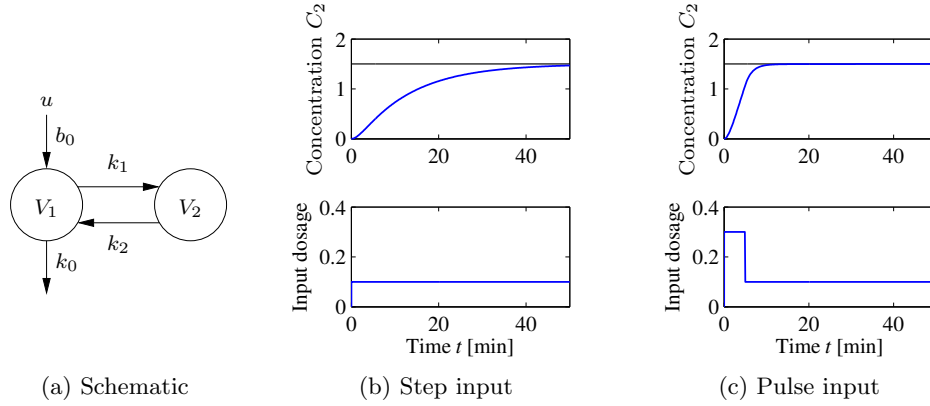 u
b₀
k₁
V₁
V₂
k₂
k₀
(a) Schematic
Concentration C₂
2
1
0
0
20
40
Input dosage
0.4
0.2
0
0
20
40
Time t [min]
(b) Step input
Concentration C₂
2
1
0
0
20
40
Input dosage
0.4
0.2
0
0
20
40
Time t [min]
(c) Pulse input